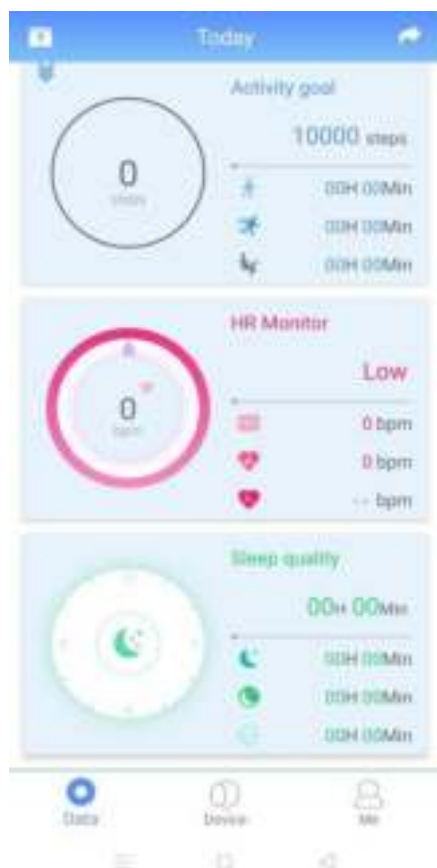 Today
Activity goal
10000 steps
0
steps
00H 00Min
00H 00Min
00H 00Min
HR Monitor
Low
0
bpm
0 bpm
0 bpm
-- bpm
Sleep quality
00H 00Min
00H 00Min
00H 00Min
00H 00Min
Data
Device
Me